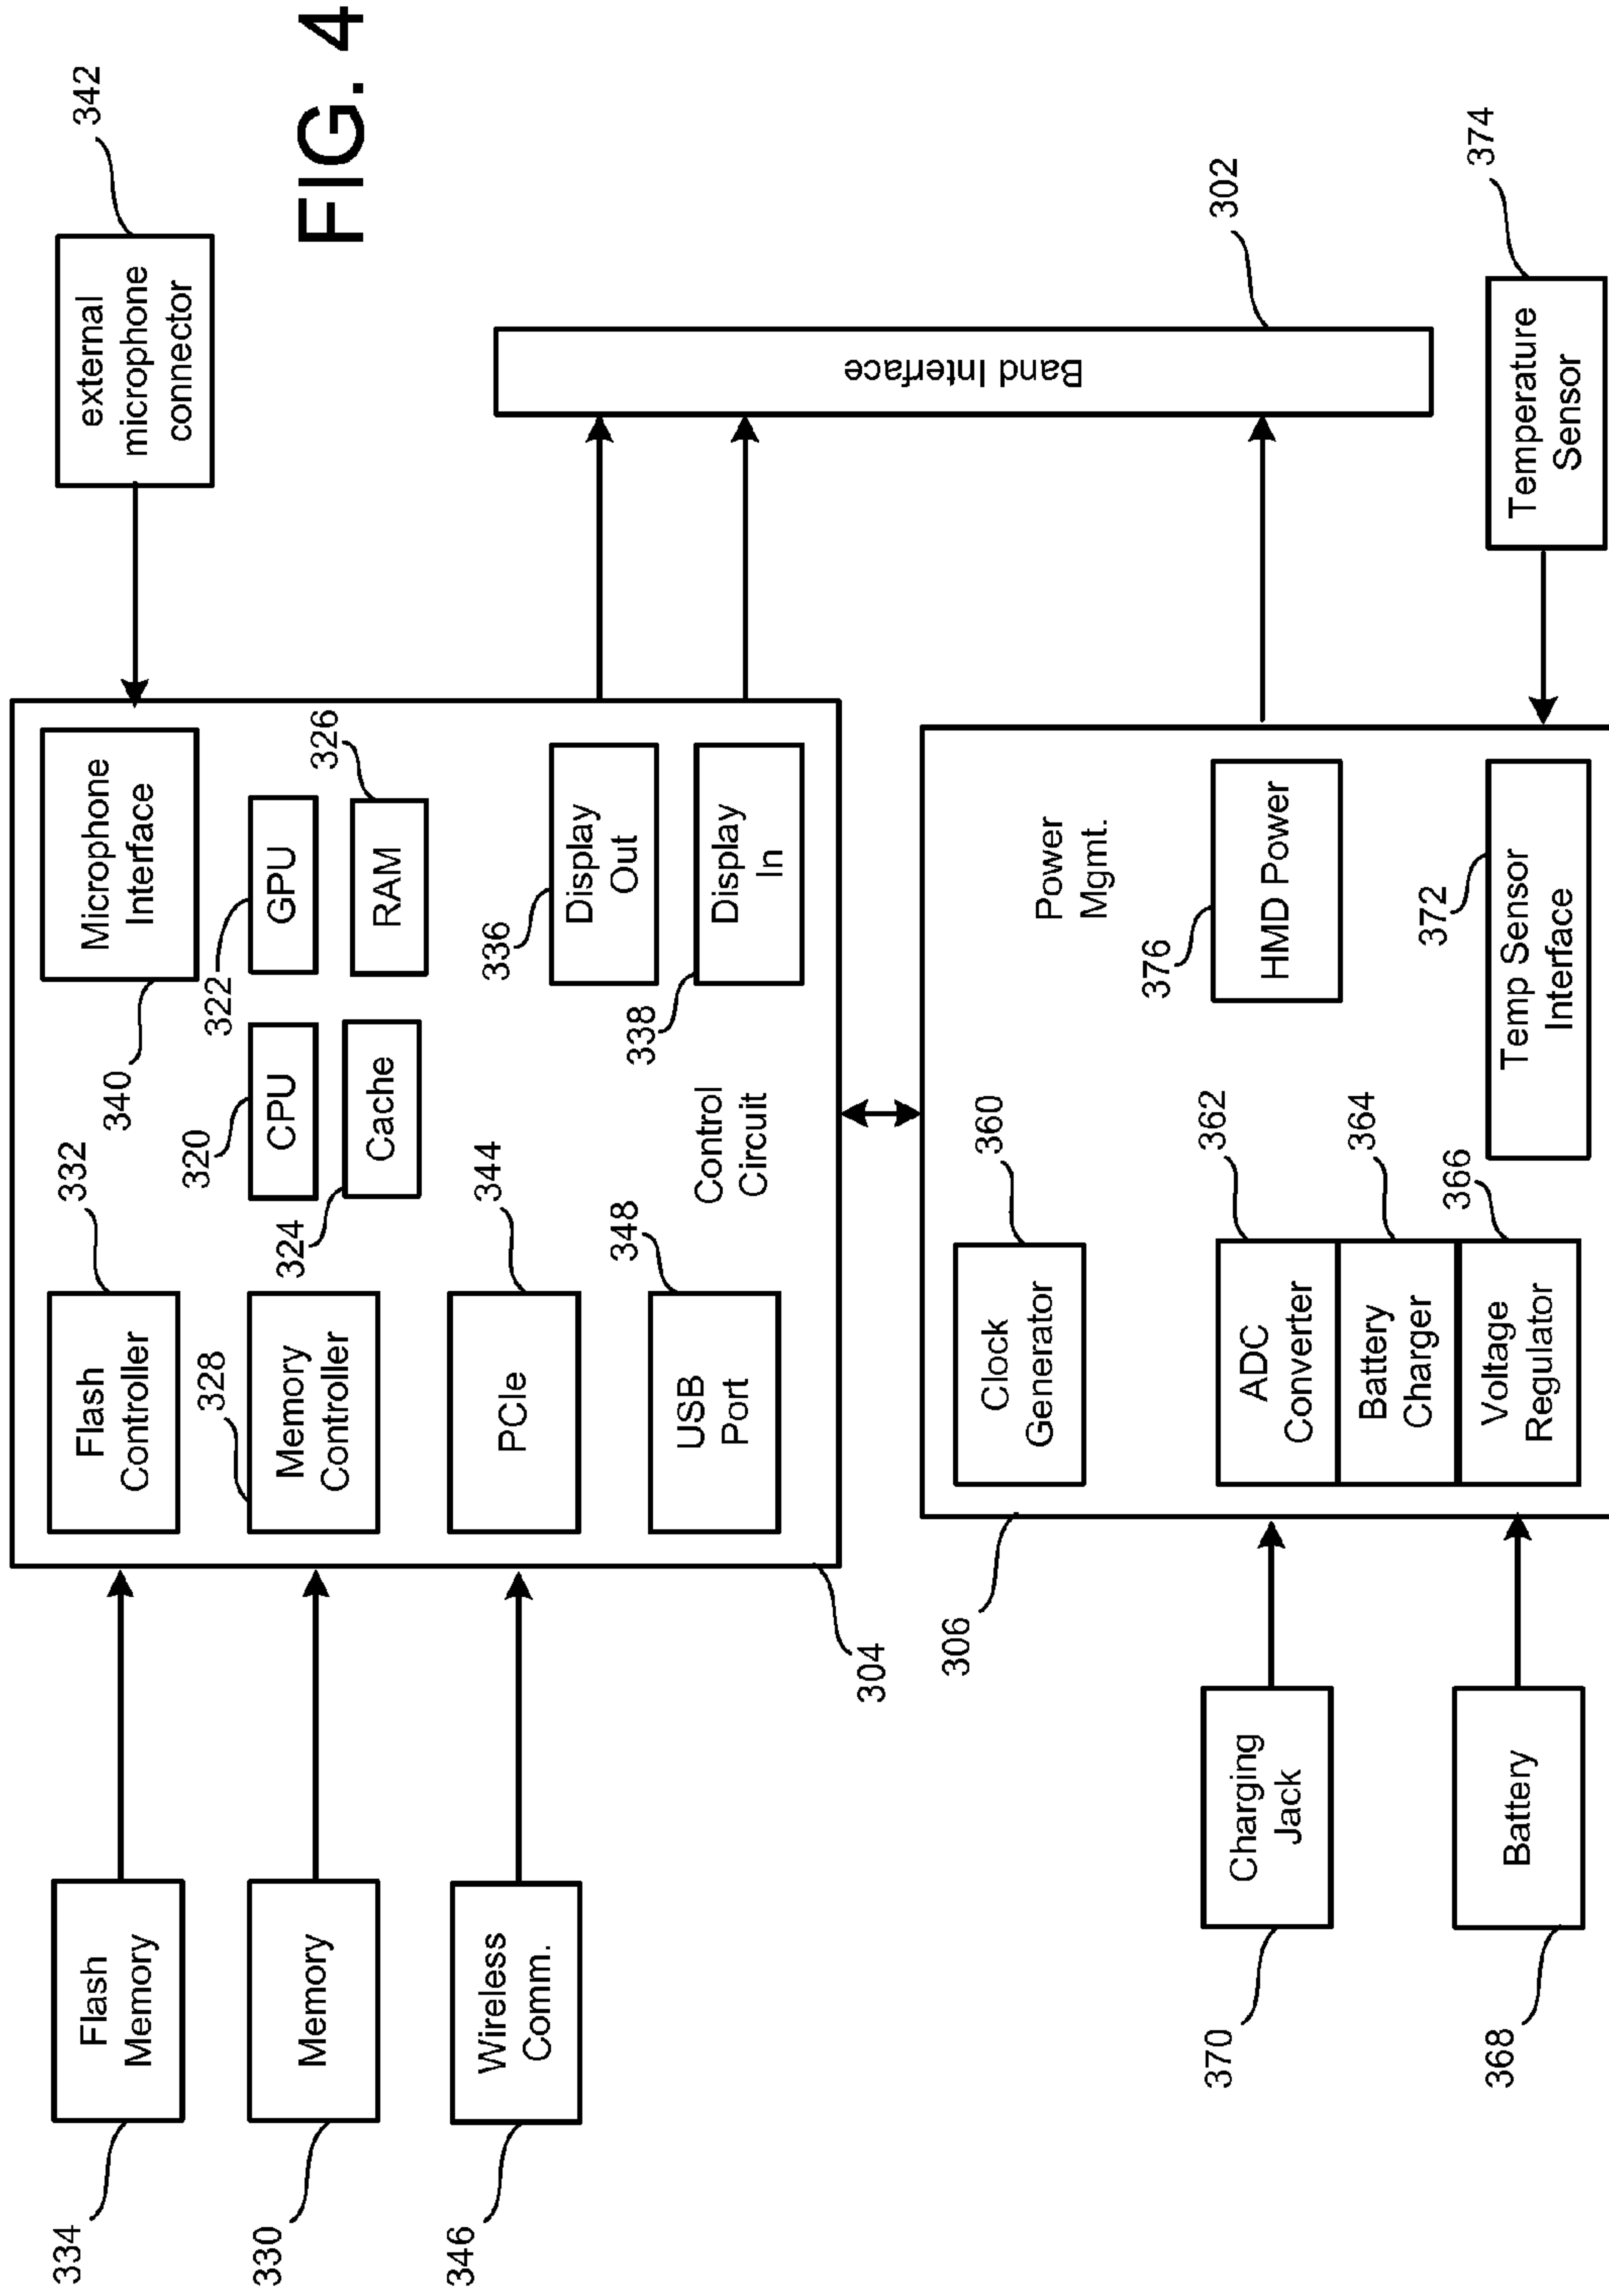 FIG. 4
342
external
microphone
connector
334
Flash
Memory
330
Memory
346
Wireless
Comm.
304
332
Flash
Controller
328
Memory
Controller
344
PCIe
348
USB
Port
340
Microphone
Interface
320
CPU
322
GPU
324
Cache
326
RAM
336
Display
Out
338
Display
In
Control
Circuit
302
Band Interface
306
360
Clock
Generator
Power
Mgmt.
362
ADC
Converter
364
Battery
Charger
366
Voltage
Regulator
376
HMD Power
372
Temp Sensor
Interface
374
Temperature
Sensor
370
Charging
Jack
368
Battery